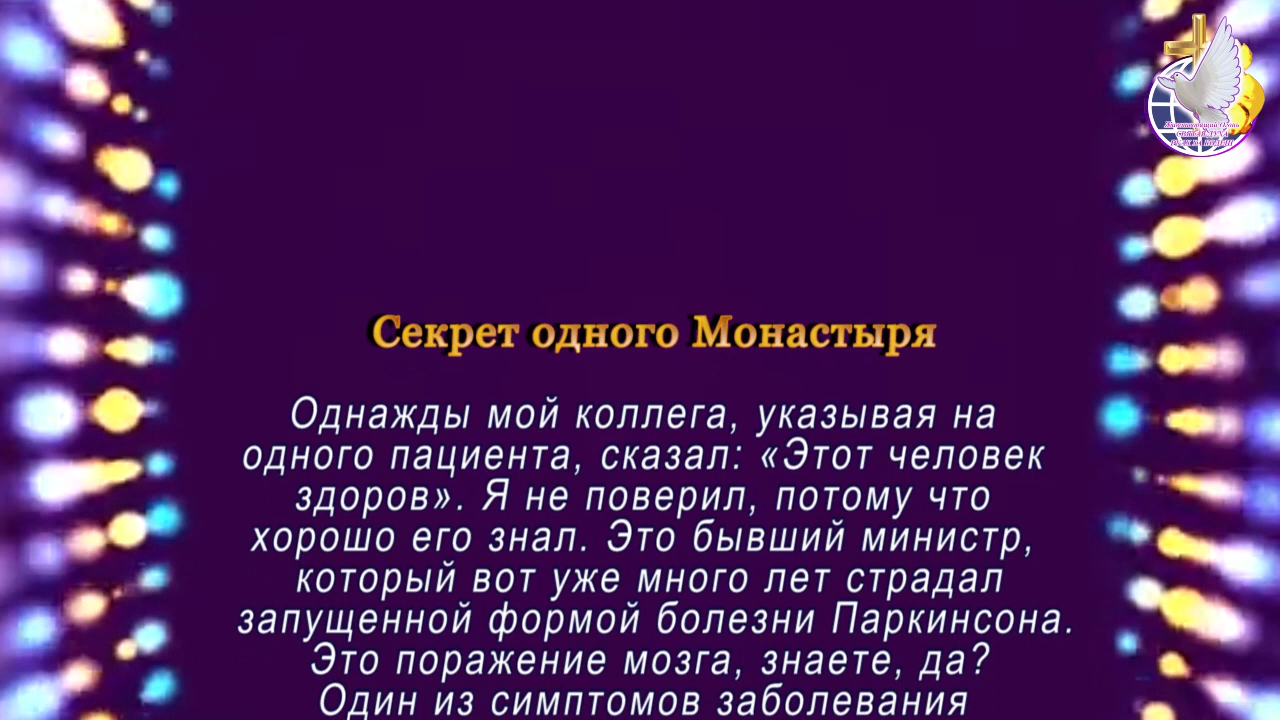 Секрет одного Монастыря
Однажды мой коллега, указывая на
одного пациента, сказал: «Этот человек
здоров». Я не поверил, потому что
хорошо его знал. Это бывший министр,
который вот уже много лет страдал
запущенной формой болезни Паркинсона.
Это поражение мозга, знаете, да?
Один из симптомов заболевания